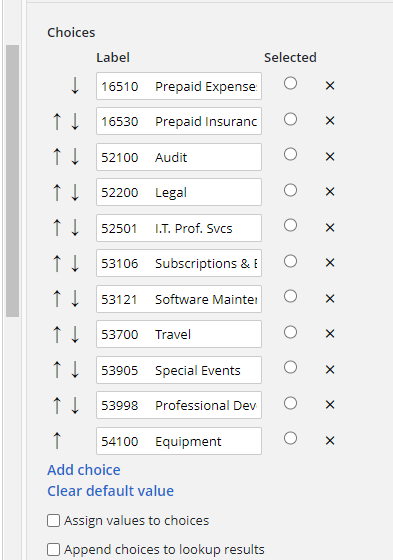 Choices
Label Selected
16510 Prepaid Expense
16530 Prepaid Insuranc
52100 Audit
52200 Legal
52501 I.T. Prof. Svcs
53106 Subscriptions &
53121 Software Mainte
53700 Travel
53905 Special Events
53998 Professional Dev
54100 Equipment
Add choice
Clear default value
Assign values to choices
Append choices to lookup results